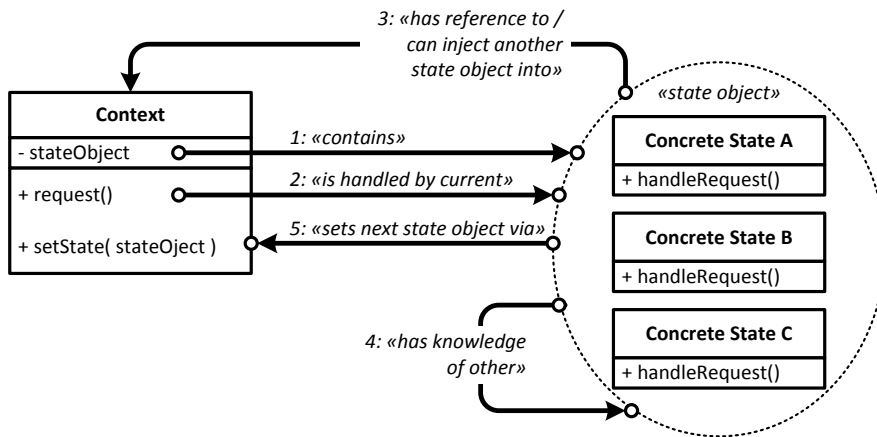 3: «has reference to /
can inject another
state object into»
«state object»
Context
- stateObject
+ request()
+ setState( stateOject )
1: «contains»
2: «is handled by current»
5: «sets next state object via»
4: «has knowledge
of other»
Concrete State A
+ handleRequest()
Concrete State B
+ handleRequest()
Concrete State C
+ handleRequest()